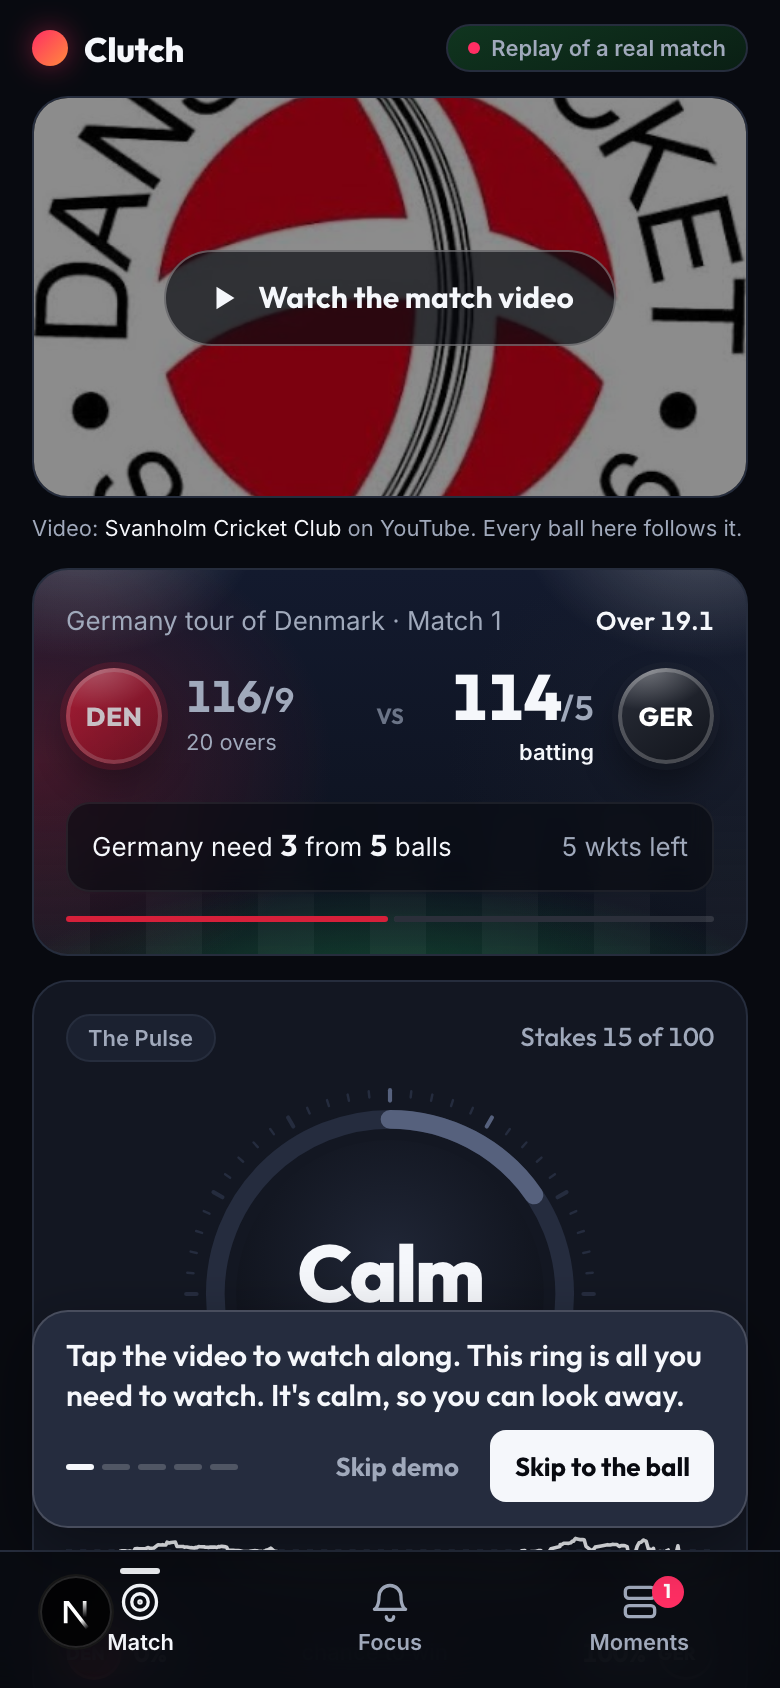 Clutch
Replay of a real match
DANS
CKET
Watch the match video
Video: Svanholm Cricket Club on YouTube. Every ball here follows it.
Germany tour of Denmark · Match 1
Over 19.1
DEN
116/9
20 overs
VS
114/5
batting
GER
Germany need 3 from 5 balls
5 wkts left
The Pulse
Stakes 15 of 100
Calm
Tap the video to watch along. This ring is all you
need to watch. It's calm, so you can look away.
Skip demo
Skip to the ball
N
1
Match
Focus
Moments